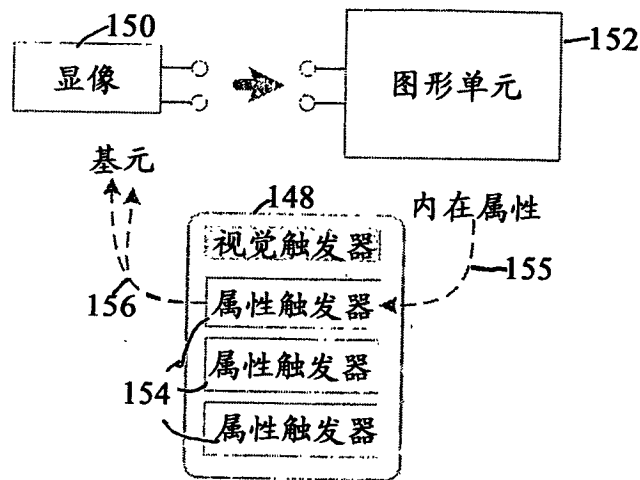 150
152
显像
图形单元
基元
148
内在属性
视觉触发器
155
156
属性触发器
154
属性触发器
属性触发器